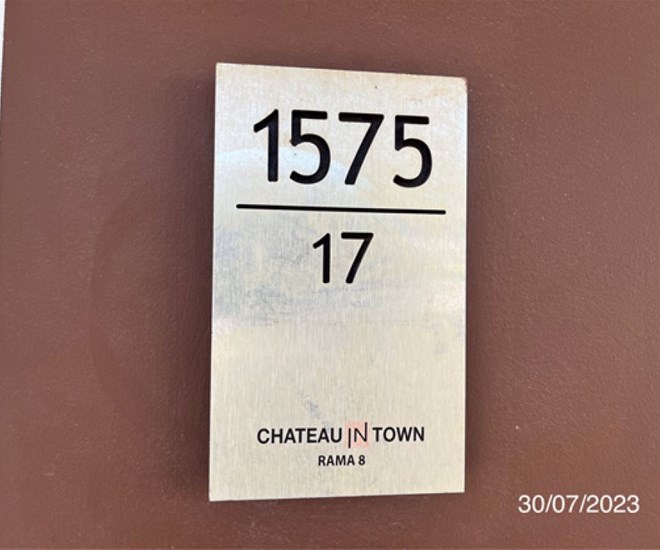 1575
17
CHATEAU IN TOWN
RAMA 8
30/07/2023